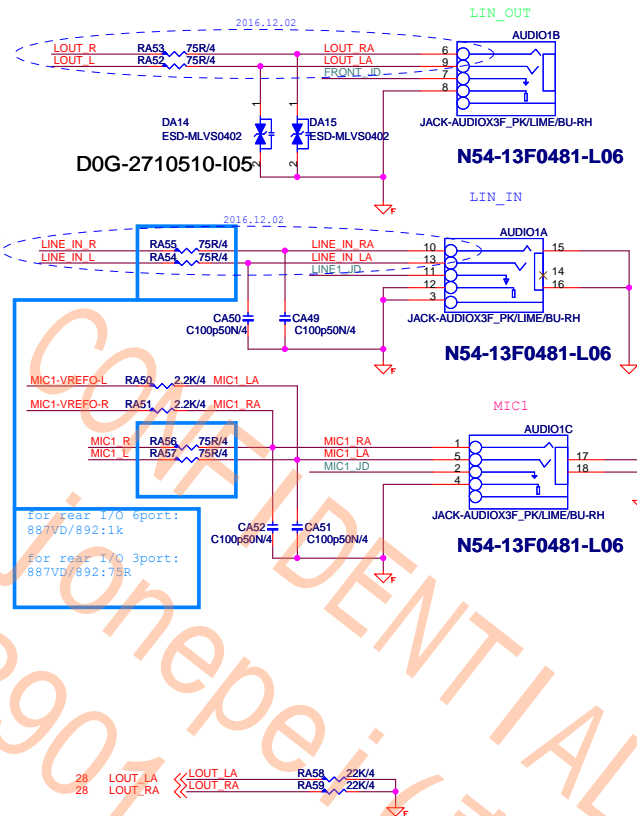 LIN_OUT
2016.12.02
AUDIO1B
LOUT_R RA53 75R/4 LOUT_RA 6
LOUT_L RA52 75R/4 LOUT_LA 9
FRONT_JD 7
8
1 1
DA14 DA15
ESD-MLVS0402 ESD-MLVS0402
2 2
JACK-AUDIOX3F_PK/LIME/BU-RH
D0G-2710510-I05
N54-13F0481-L06
F
LIN_IN
2016.12.02
AUDIO1A
LINE_IN_R RA55 75R/4 LINE_IN_RA 10 15
LINE_IN_L RA54 75R/4 LINE_IN_LA 13
LINE1_JD 11 14
12 16
3
CA50 CA49
C100p50N/4 C100p50N/4
JACK-AUDIOX3F_PK/LIME/BU-RH
N54-13F0481-L06
F
MIC1-VREFO-L RA50 2.2K/4 MIC1_LA
MIC1-VREFO-R RA51 2.2K/4 MIC1_RA
MIC1
AUDIO1C
MIC1_R RA56 75R/4 MIC1_RA 1
MIC1_L RA57 75R/4 MIC1_LA 5 17
MIC1_JD 2 18
4
for rear I/O 6port:
887VD/892:1k
for rear I/O 3port:
887VD/892:75R
CA52 CA51
C100p50N/4 C100p50N/4
JACK-AUDIOX3F_PK/LIME/BU-RH
N54-13F0481-L06
F
28 LOUT_LA LOUT_LA RA58 22K/4
28 LOUT_RA LOUT_RA RA59 22K/4
F
CONFIDENTIAL
jonepei(
8901